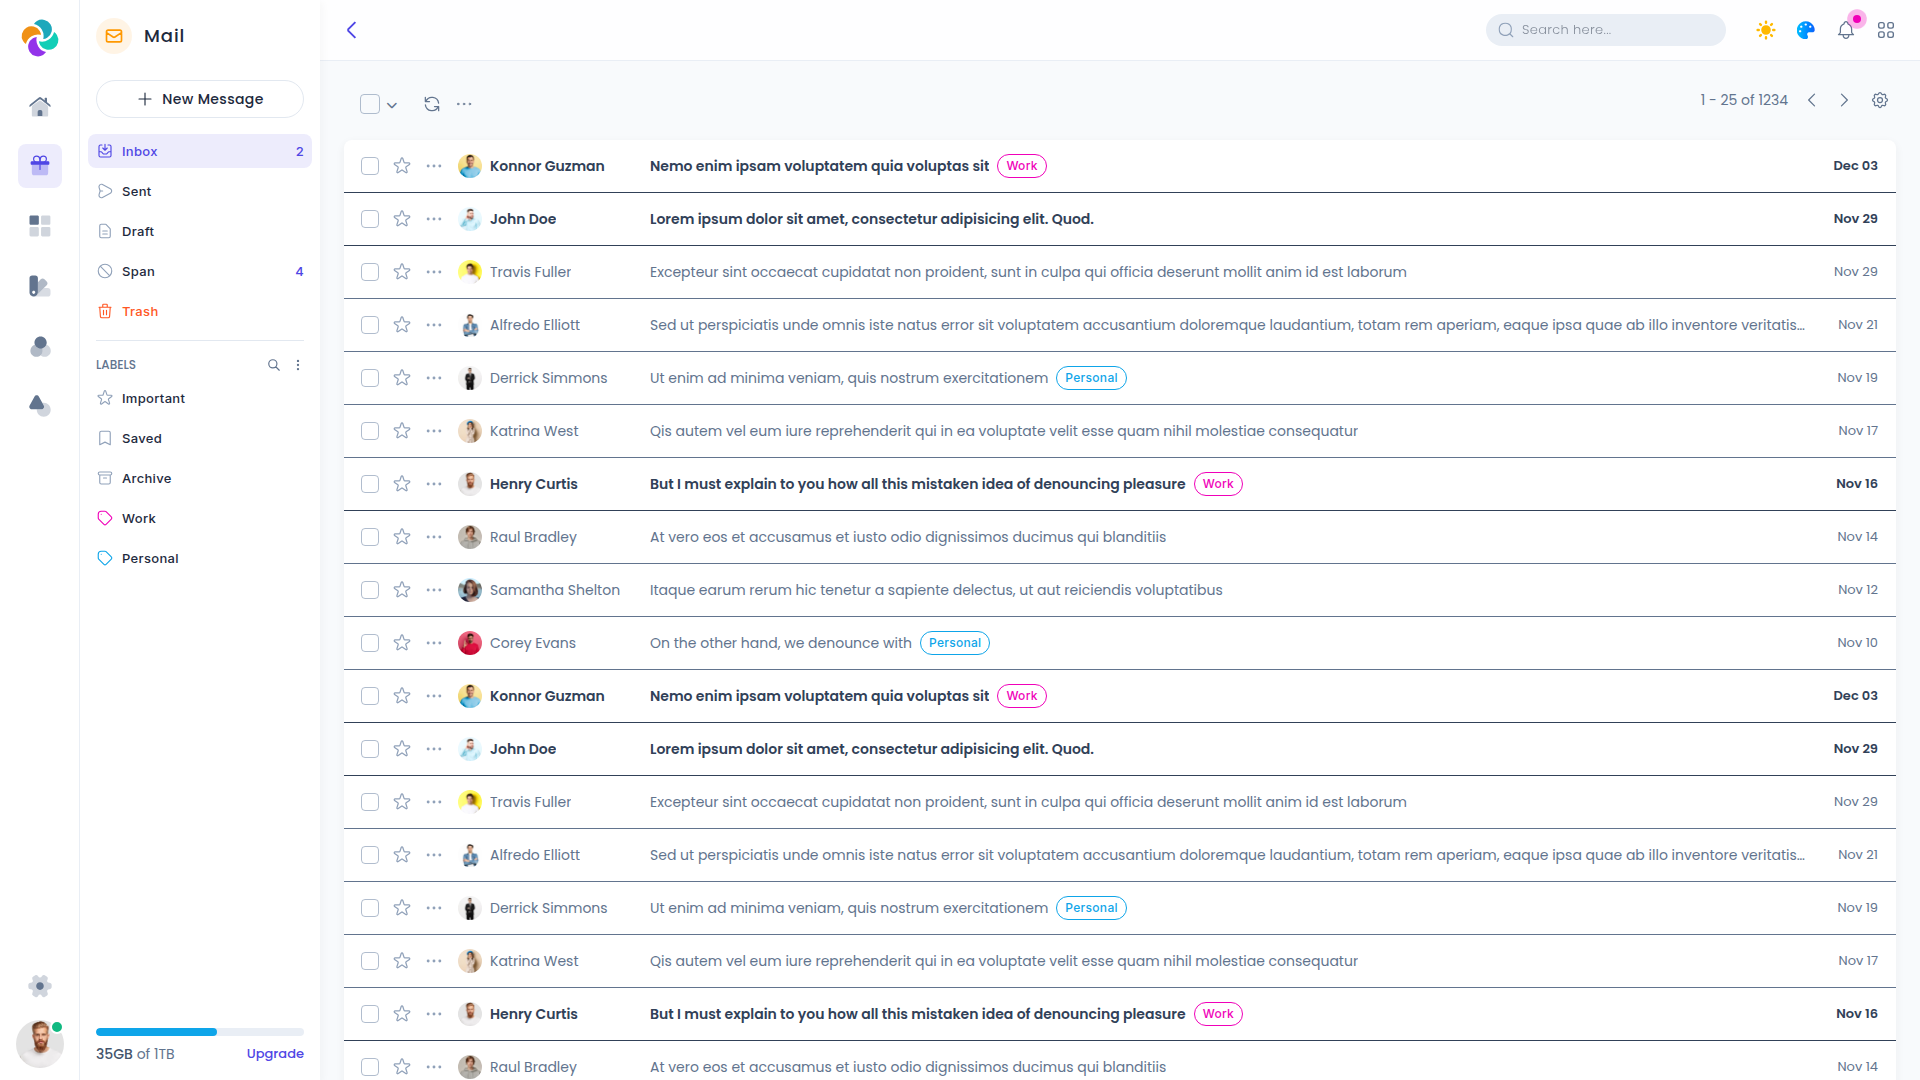 Mail
Search here...
New Message
1 - 25 of 1234
Inbox 2
Sent
Draft
Span 4
Trash
LABELS
Important
Saved
Archive
Work
Personal
35GB of 1TB Upgrade
Konnor Guzman Nemo enim ipsam voluptatem quia voluptas sit Work Dec 03
John Doe Lorem ipsum dolor sit amet, consectetur adipisicing elit. Quod. Nov 29
Travis Fuller Excepteur sint occaecat cupidatat non proident, sunt in culpa qui officia deserunt mollit anim id est laborum Nov 29
Alfredo Elliott Sed ut perspiciatis unde omnis iste natus error sit voluptatem accusantium doloremque laudantium, totam rem aperiam, eaque ipsa quae ab illo inventore veritatis... Nov 21
Derrick Simmons Ut enim ad minima veniam, quis nostrum exercitationem Personal Nov 19
Katrina West Qis autem vel eum iure reprehenderit qui in ea voluptate velit esse quam nihil molestiae consequatur Nov 17
Henry Curtis But I must explain to you how all this mistaken idea of denouncing pleasure Work Nov 16
Raul Bradley At vero eos et accusamus et iusto odio dignissimos ducimus qui blanditiis Nov 14
Samantha Shelton Itaque earum rerum hic tenetur a sapiente delectus, ut aut reiciendis voluptatibus Nov 12
Corey Evans On the other hand, we denounce with Personal Nov 10
Konnor Guzman Nemo enim ipsam voluptatem quia voluptas sit Work Dec 03
John Doe Lorem ipsum dolor sit amet, consectetur adipisicing elit. Quod. Nov 29
Travis Fuller Excepteur sint occaecat cupidatat non proident, sunt in culpa qui officia deserunt mollit anim id est laborum Nov 29
Alfredo Elliott Sed ut perspiciatis unde omnis iste natus error sit voluptatem accusantium doloremque laudantium, totam rem aperiam, eaque ipsa quae ab illo inventore veritatis... Nov 21
Derrick Simmons Ut enim ad minima veniam, quis nostrum exercitationem Personal Nov 19
Katrina West Qis autem vel eum iure reprehenderit qui in ea voluptate velit esse quam nihil molestiae consequatur Nov 17
Henry Curtis But I must explain to you how all this mistaken idea of denouncing pleasure Work Nov 16
Raul Bradley At vero eos et accusamus et iusto odio dignissimos ducimus qui blanditiis Nov 14